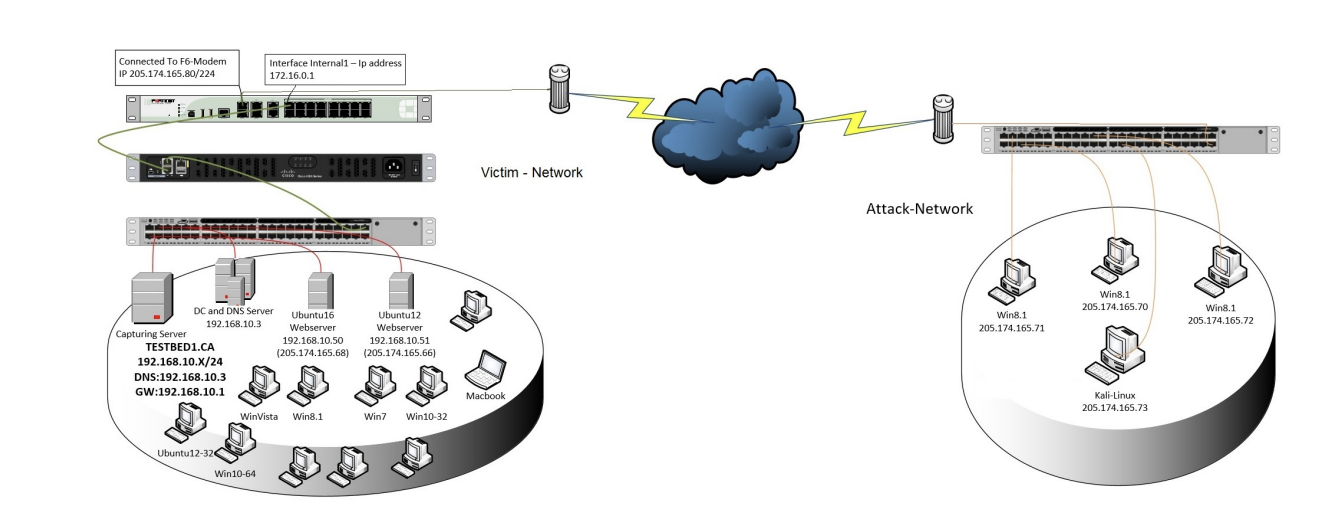 Connected To F6-Modem
IP 205.174.165.80/224
Interface Internal1 – Ip address
172.16.0.1
Victim - Network
Attack-Network
Capturing Server
DC and DNS Server
192.168.10.3
Ubuntu16
Webserver
192.168.10.50
(205.174.165.68)
Ubuntu12
Webserver
192.168.10.51
(205.174.165.66)
TESTBED1.CA
192.168.10.X/24
DNS:192.168.10.3
GW:192.168.10.1
WinVista
Win8.1
Win7
Win10-32
Macbook
Ubuntu12-32
Win10-64
Win8.1
205.174.165.71
Win8.1
205.174.165.70
Win8.1
205.174.165.72
Kali-Linux
205.174.165.73